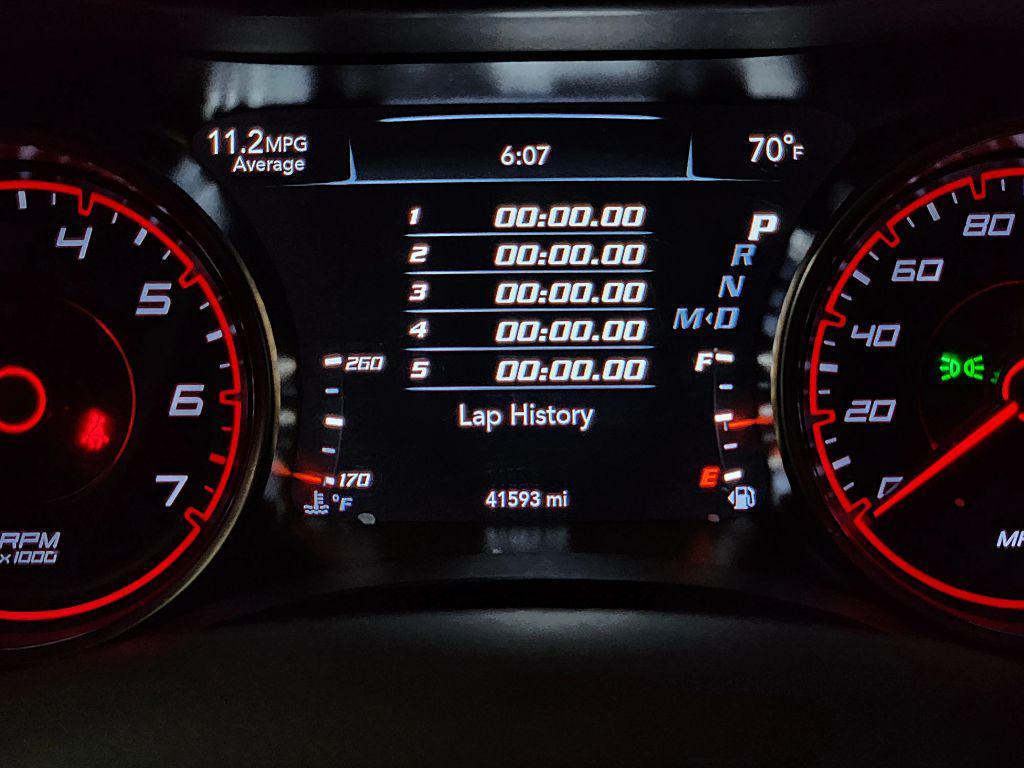 11.2 MPG
Average
6:07
70°F
1 00:00.00
2 00:00.00
3 00:00.00
4 00:00.00
5 00:00.00
Lap History
41593 mi
P
R
N
M D
260
170
°F
F
E
4
5
6
7
RPM
x1000
80
60
40
20